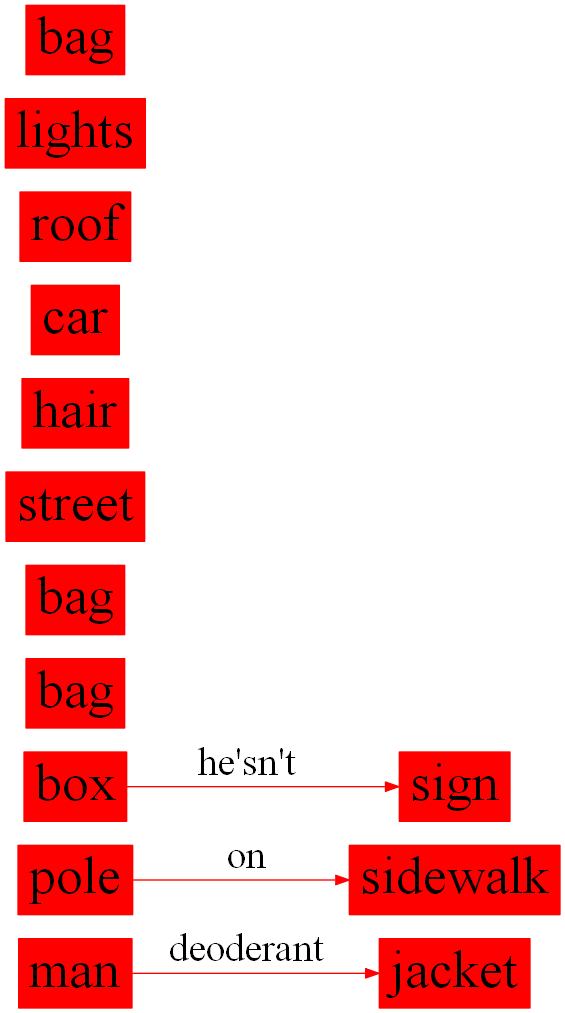 bag
lights
roof
car
hair
street
bag
bag
box he'sn't sign
pole on sidewalk
man deoderant jacket